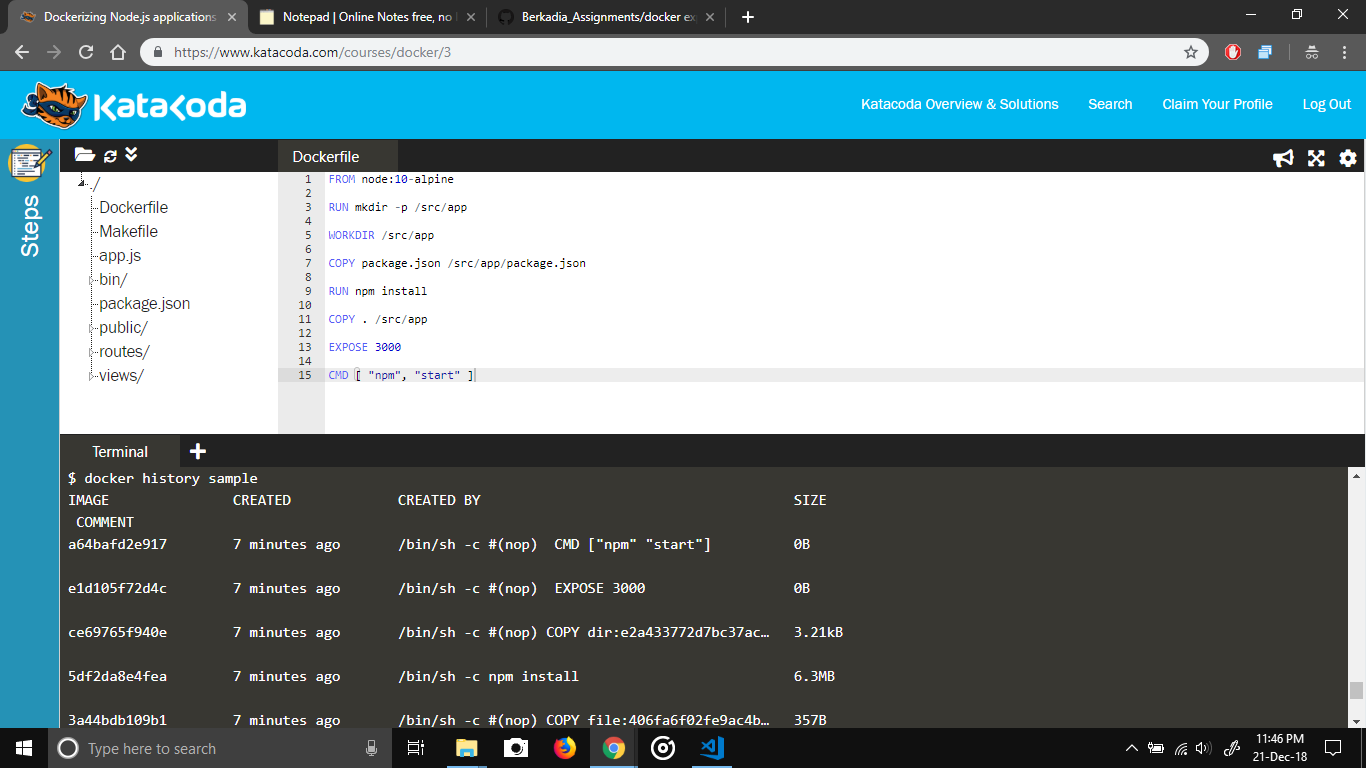 Dockerizing Node.js applications
Notepad | Online Notes free, no
Berkadia_Assignments/docker ex
https://www.katacoda.com/courses/docker/3
KataKoda
Katacoda Overview & Solutions
Search
Claim Your Profile
Log Out
Steps
./
Dockerfile
Makefile
app.js
bin/
package.json
public/
routes/
views/
Dockerfile
1 FROM node:10-alpine
2
3 RUN mkdir -p /src/app
4
5 WORKDIR /src/app
6
7 COPY package.json /src/app/package.json
8
9 RUN npm install
10
11 COPY . /src/app
12
13 EXPOSE 3000
14
15 CMD [ "npm", "start" ]
Terminal
$ docker history sample
IMAGE CREATED CREATED BY SIZE
COMMENT
a64bafd2e917 7 minutes ago /bin/sh -c #(nop)  CMD ["npm" "start"] 0B
e1d105f72d4c 7 minutes ago /bin/sh -c #(nop)  EXPOSE 3000 0B
ce69765f940e 7 minutes ago /bin/sh -c #(nop) COPY dir:e2a433772d7bc37ac… 3.21kB
5df2da8e4fea 7 minutes ago /bin/sh -c npm install 6.3MB
3a44bdb109b1 7 minutes ago /bin/sh -c #(nop) COPY file:406fa6f02fe9ac4b… 357B
Type here to search
11:46 PM
21-Dec-18